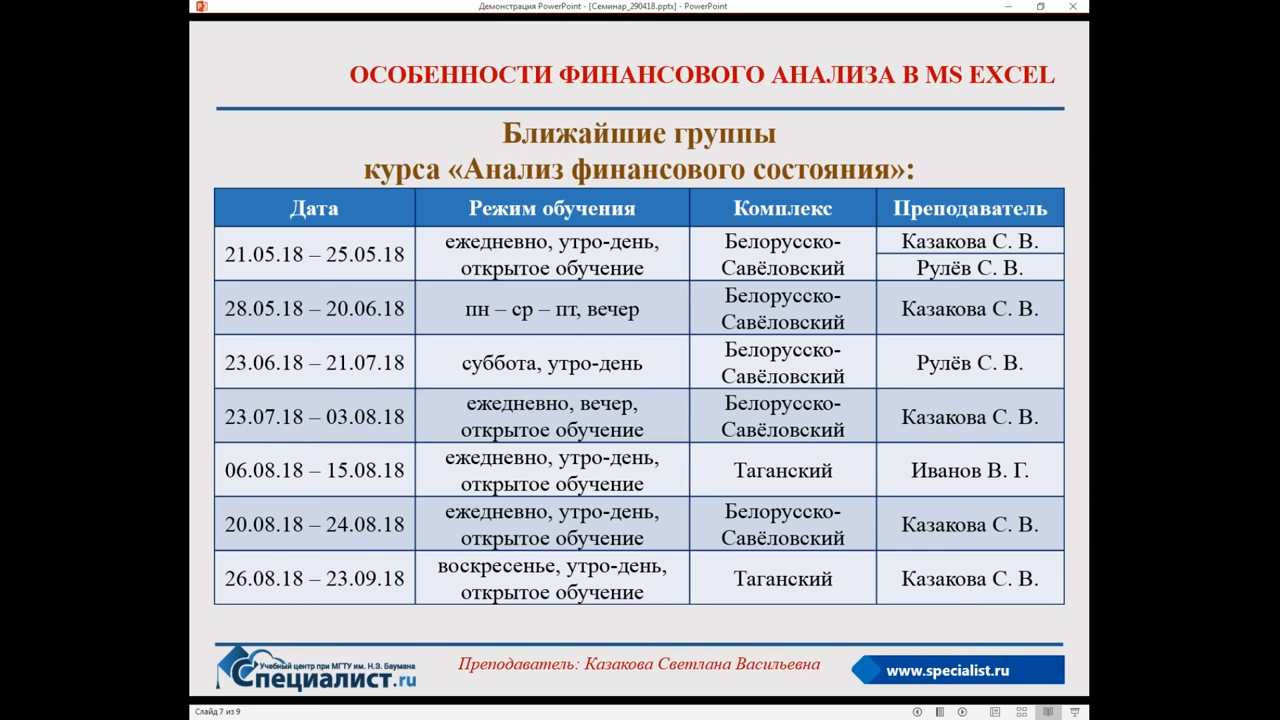 Демонстрация PowerPoint - [Семинар_290418.pptx] - PowerPoint
ОСОБЕННОСТИ ФИНАНСОВОГО АНАЛИЗА В MS EXCEL
Ближайшие группы
курса «Анализ финансового состояния»:
Дата Режим обучения Комплекс Преподаватель
21.05.18 – 25.05.18 ежедневно, утро-день, открытое обучение Белорусско-Савёловский Казакова С. В. Рулёв С. В.
28.05.18 – 20.06.18 пн – ср – пт, вечер Белорусско-Савёловский Казакова С. В.
23.06.18 – 21.07.18 суббота, утро-день Белорусско-Савёловский Рулёв С. В.
23.07.18 – 03.08.18 ежедневно, вечер, открытое обучение Белорусско-Савёловский Казакова С. В.
06.08.18 – 15.08.18 ежедневно, утро-день, открытое обучение Таганский Иванов В. Г.
20.08.18 – 24.08.18 ежедневно, утро-день, открытое обучение Белорусско-Савёловский Казакова С. В.
26.08.18 – 23.09.18 воскресенье, утро-день, открытое обучение Таганский Казакова С. В.
Учебный центр при МГТУ им. Н.Э. Баумана
Специалист.ru
Преподаватель: Казакова Светлана Васильевна
www.specialist.ru
Слайд 7 из 9